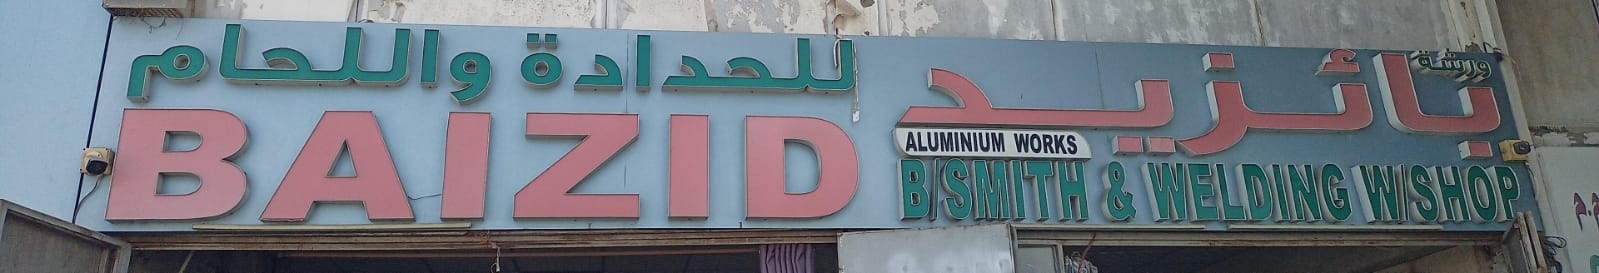 ورشة
بائزيد للحدادة واللحام
BAIZID
ALUMINIUM WORKS
B/SMITH & WELDING W/SHOP